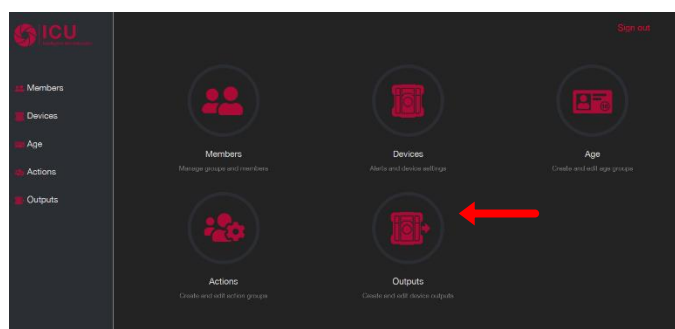 ICU
Sign out
Members
Devices
Age
Actions
Outputs
Members
Manage groups and members
Devices
Alerts and device settings
Age
Create and edit age groups
Actions
Create and edit action groups
Outputs
Create and edit device outputs